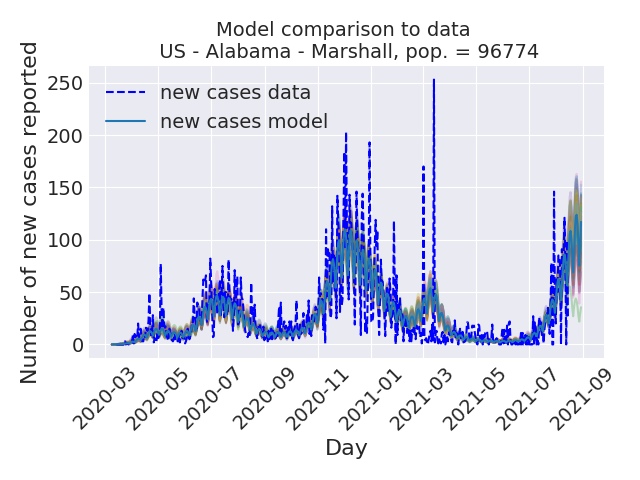 Model comparison to data
US - Alabama - Marshall, pop. = 96774
Number of new cases reported
250
200
150
100
50
0
new cases data
new cases model
2020-03
2020-05
2020-07
2020-09
2020-11
2021-01
2021-03
2021-05
2021-07
2021-09
Day